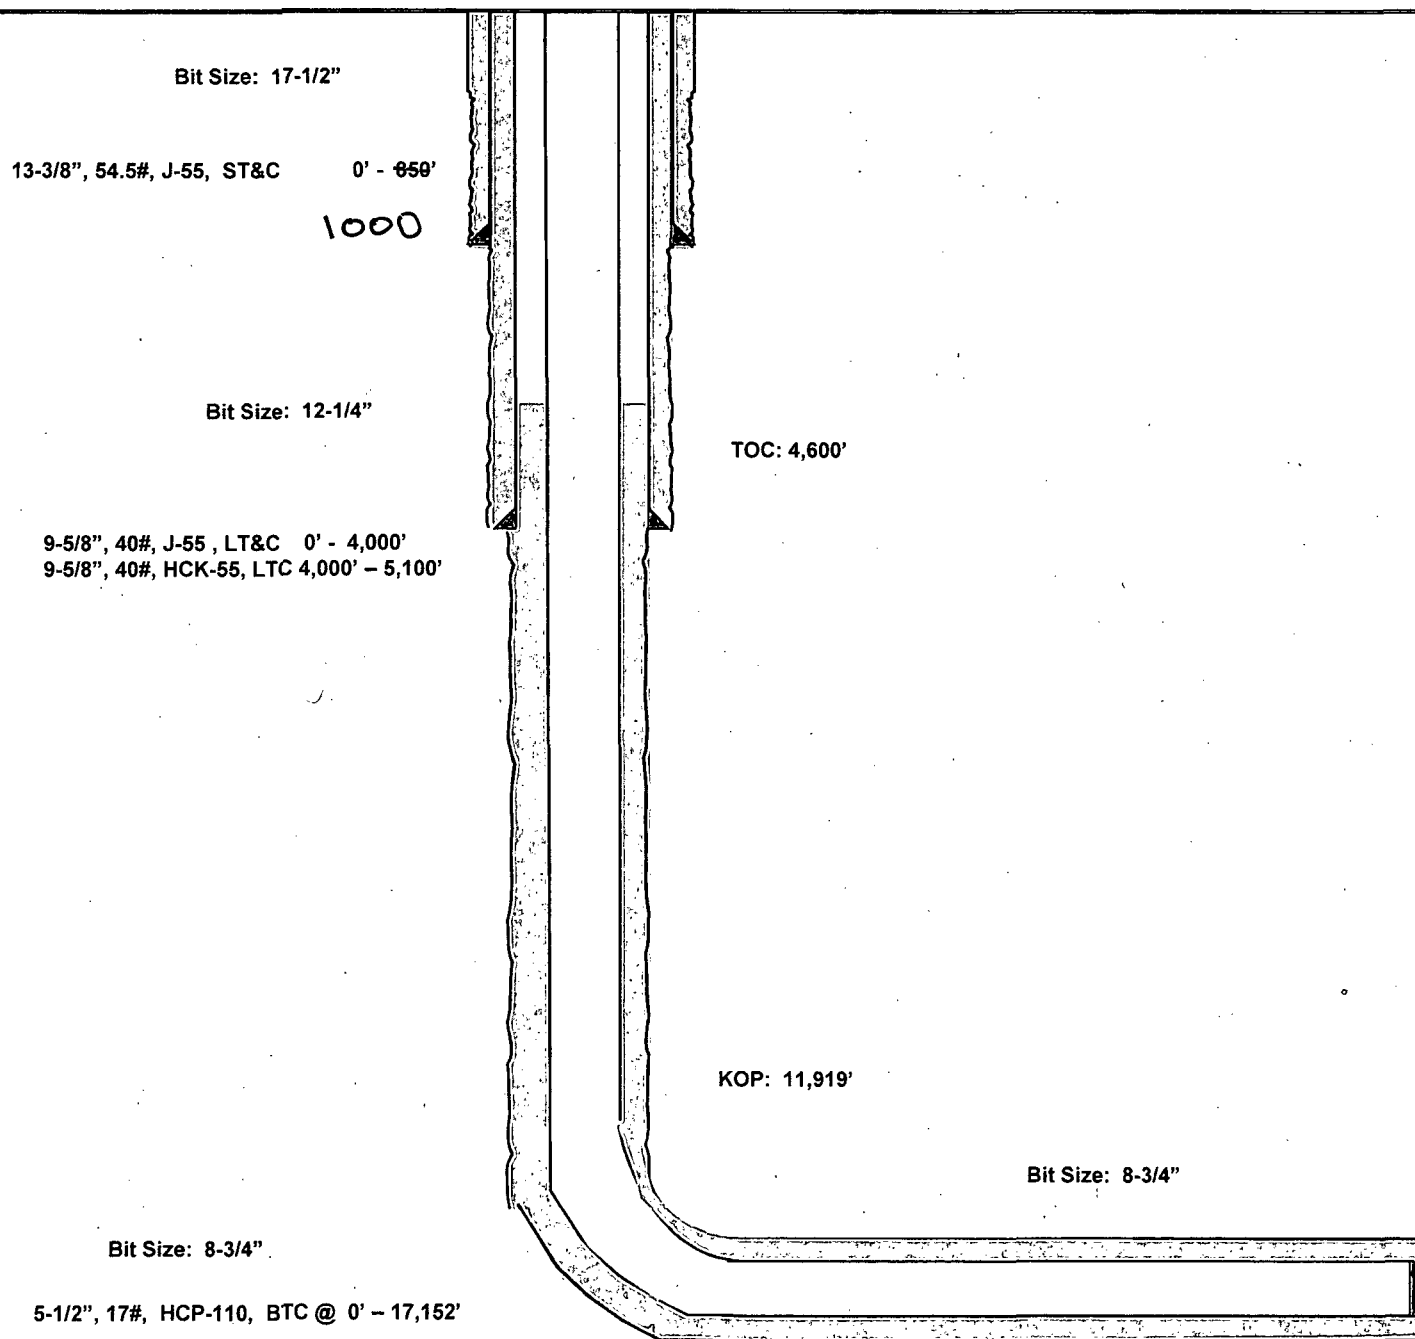 Bit Size: 17-1/2”
13-3/8”, 54.5#, J-55, ST&C 0’ - 850’
1000
Bit Size: 12-1/4”
TOC: 4,600’
9-5/8”, 40#, J-55 , LT&C 0’ - 4,000’
9-5/8”, 40#, HCK-55, LTC 4,000’ – 5,100’
KOP: 11,919’
Bit Size: 8-3/4”
Bit Size: 8-3/4”
5-1/2”, 17#, HCP-110, BTC @ 0’ – 17,152’